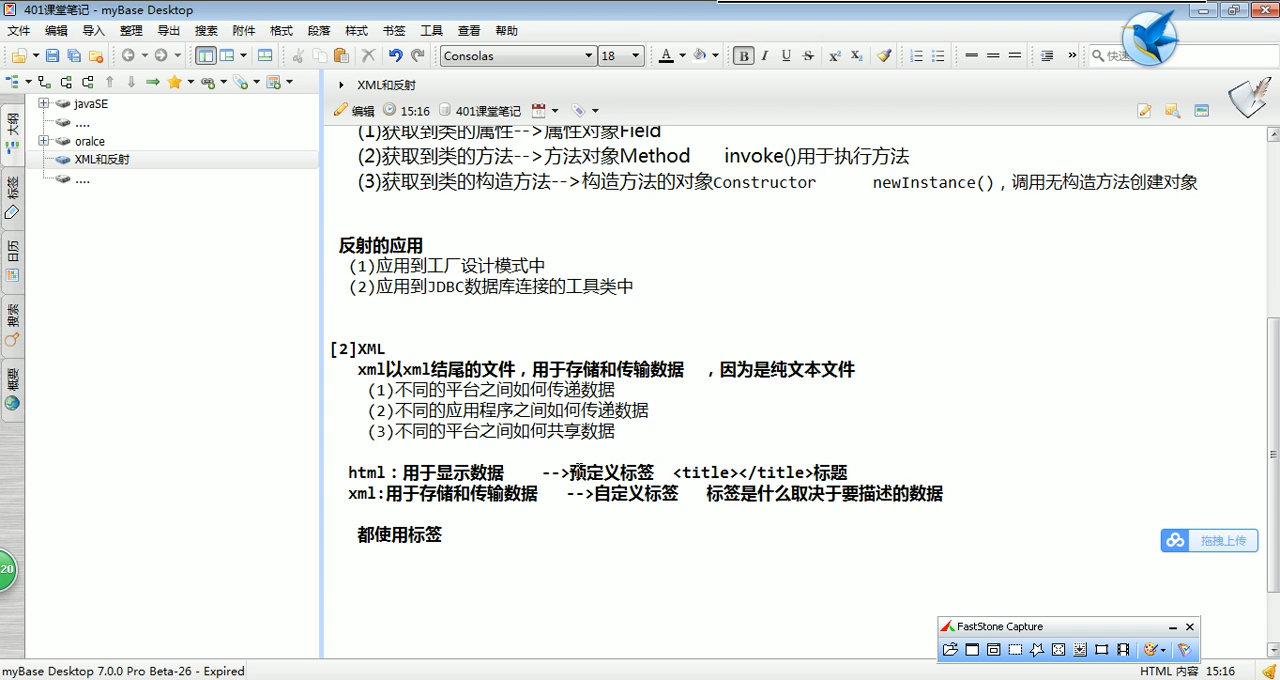 401课堂笔记 - myBase Desktop
文件 编辑 导入 整理 导出 搜索 附件 格式 段落 样式 书签 工具 查看 帮助
Consolas 18 A B I U S X² X₂ » 快速
javaSE
....
oralce
XML和反射
....
大纲
标签
日历
搜索
概要
XML和反射
编辑 15:16 401课堂笔记
(1)获取到类的属性-->属性对象Field
(2)获取到类的方法-->方法对象Method invoke()用于执行方法
(3)获取到类的构造方法-->构造方法的对象Constructor newInstance()，调用无构造方法创建对象
反射的应用
(1)应用到工厂设计模式中
(2)应用到JDBC数据库连接的工具类中
[2]XML
xml以xml结尾的文件，用于存储和传输数据 ，因为是纯文本文件
(1)不同的平台之间如何传递数据
(2)不同的应用程序之间如何传递数据
(3)不同的平台之间如何共享数据
html：用于显示数据 -->预定义标签 <title></title>标题
xml:用于存储和传输数据 -->自定义标签 标签是什么取决于要描述的数据
都使用标签
拖拽上传
20
FastStone Capture
myBase Desktop 7.0.0 Pro Beta-26 - Expired
HTML 内容 15:16